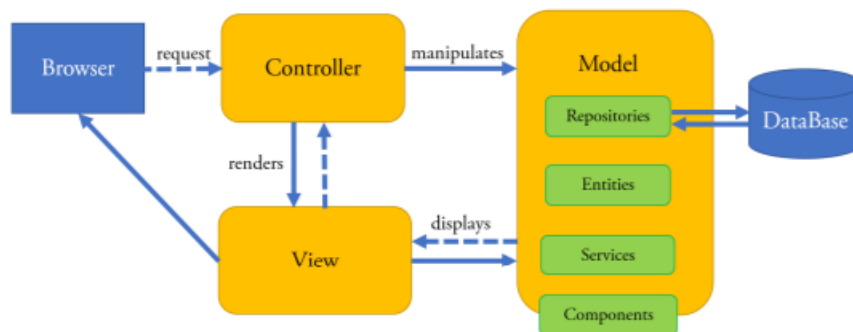 Browser
request
Controller
manipulates
Model
Repositories
DataBase
renders
Entities
displays
View
Services
Components